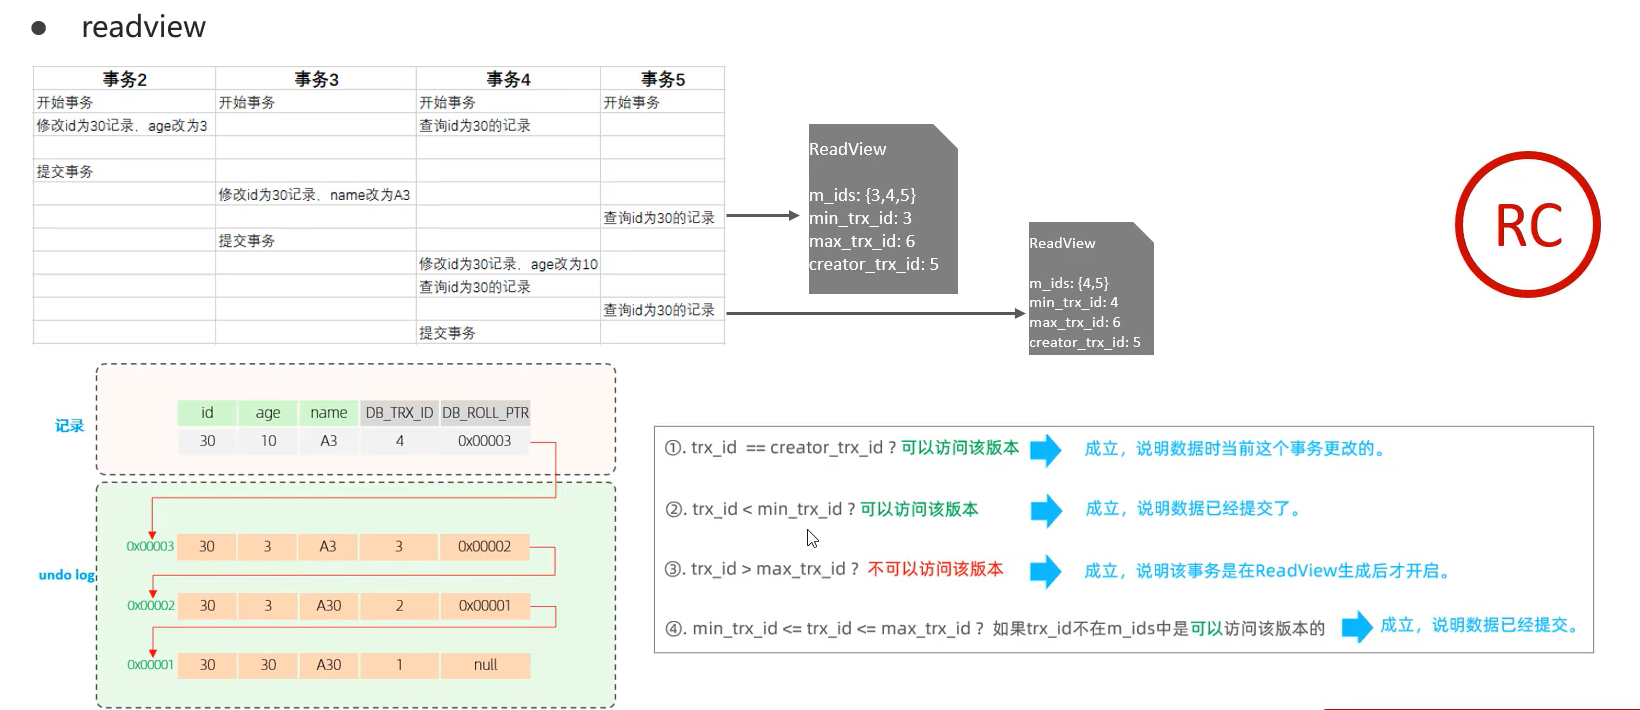 ● readview
事务2 事务3 事务4 事务5
开始事务 开始事务 开始事务 开始事务
修改id为30记录，age改为3 查询id为30的记录
提交事务
修改id为30记录，name改为A3
查询id为30的记录
提交事务
修改id为30记录，age改为10
查询id为30的记录
查询id为30的记录
提交事务
ReadView
m_ids: {3,4,5}
min_trx_id: 3
max_trx_id: 6
creator_trx_id: 5
ReadView
m_ids: {4,5}
min_trx_id: 4
max_trx_id: 6
creator_trx_id: 5
RC
记录
id age name DB_TRX_ID DB_ROLL_PTR
30 10 A3 4 0x00003
undo log
0x00003 30 3 A3 3 0x00002
0x00002 30 3 A30 2 0x00001
0x00001 30 30 A30 1 null
①. trx_id == creator_trx_id ? 可以访问该版本 成立，说明数据时当前这个事务更改的。
②. trx_id < min_trx_id ? 可以访问该版本 成立，说明数据已经提交了。
③. trx_id > max_trx_id ? 不可以访问该版本 成立，说明该事务是在ReadView生成后才开启。
④. min_trx_id <= trx_id <= max_trx_id ? 如果trx_id不在m_ids中是可以访问该版本的 成立，说明数据已经提交。